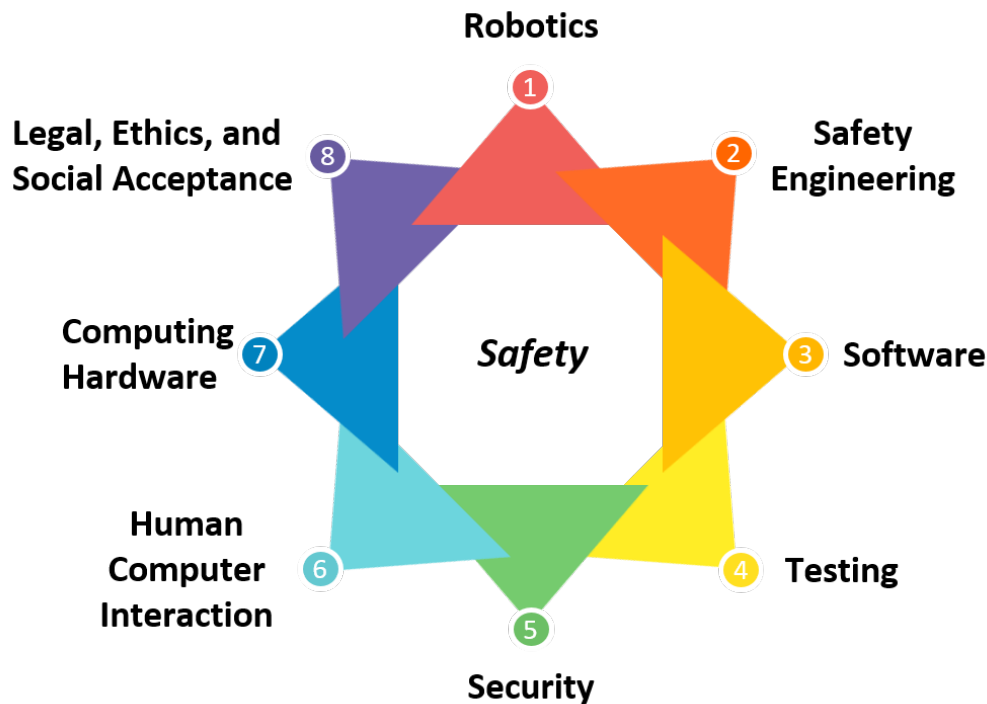 Robotics
1
Safety
Engineering
2
Software
3
Testing
4
Security
5
Human
Computer
Interaction
6
Computing
Hardware
7
Legal, Ethics, and
Social Acceptance
8
Safety